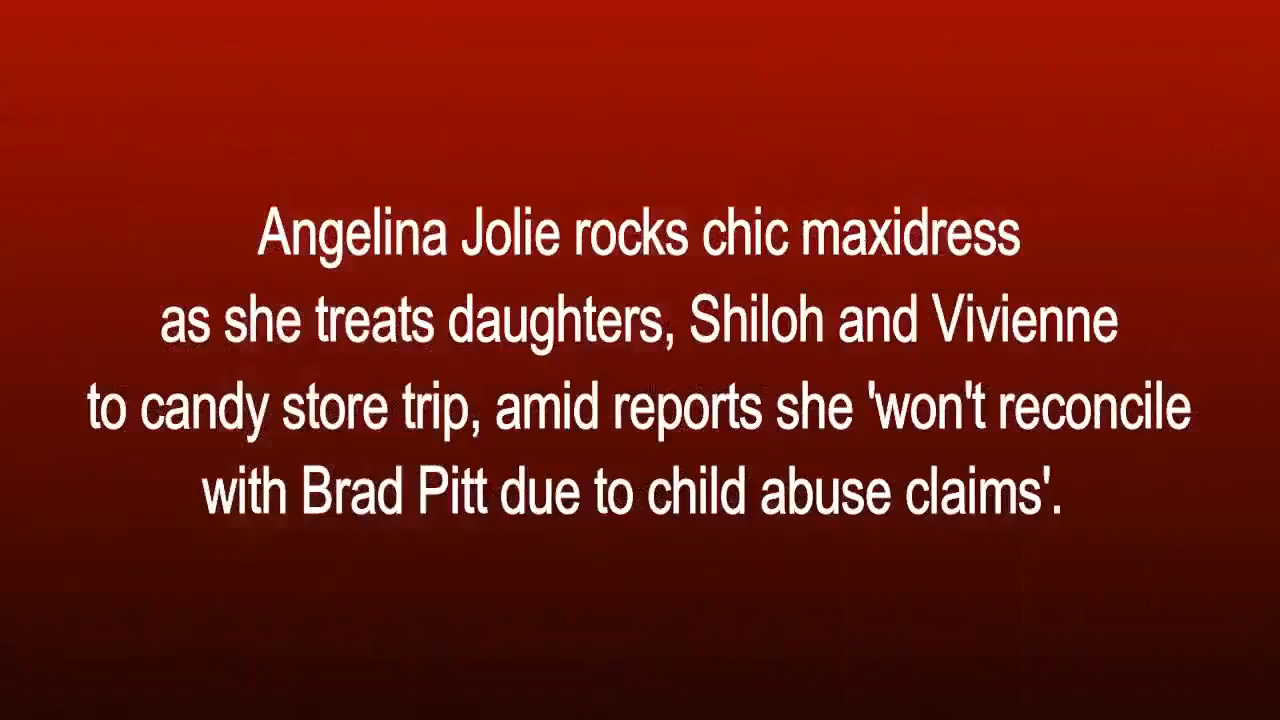 Angelina Jolie rocks chic maxidress
as she treats daughters, Shiloh and Vivienne
to candy store trip, amid reports she 'won't reconcile
with Brad Pitt due to child abuse claims'.